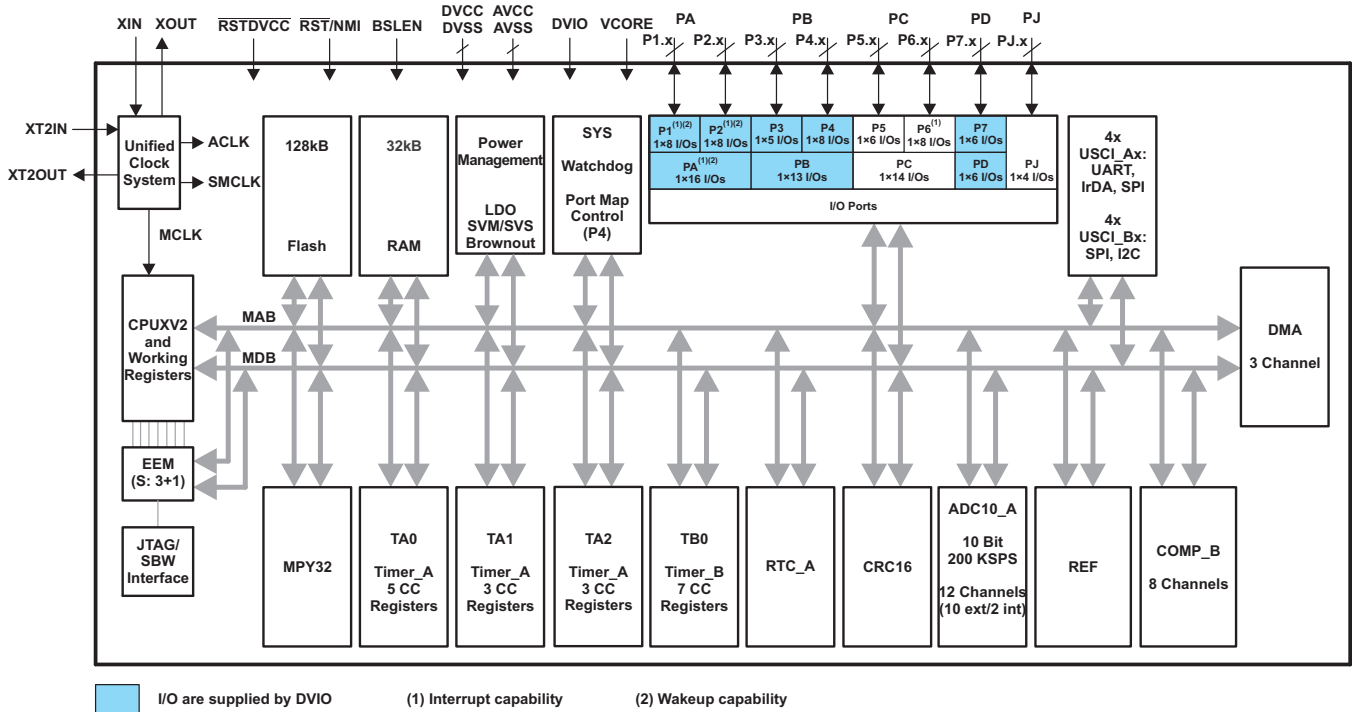 XIN
XOUT
RSTDVCC
RST/NMI
BSLEN
DVCC
DVSS
AVCC
AVSS
DVIO
VCORE
PA
PB
PC
PD
PJ
P1.x
P2.x
P3.x
P4.x
P5.x
P6.x
P7.x
PJ.x
XT2IN
XT2OUT
Unified
Clock
System
ACLK
SMCLK
MCLK
128kB
Flash
32kB
RAM
Power
Management
LDO
SVM/SVS
Brownout
SYS
Watchdog
Port Map
Control
(P4)
P1(1)(2)
1×8 I/Os
P2(1)(2)
1×8 I/Os
P3
1×5 I/Os
P4
1×8 I/Os
P5
1×6 I/Os
P6(1)
1×8 I/Os
P7
1×6 I/Os
PA(1)(2)
1×16 I/Os
PB
1×13 I/Os
PC
1×14 I/Os
PD
1×6 I/Os
PJ
1×4 I/Os
I/O Ports
4x
USCI_Ax:
UART,
IrDA, SPI
4x
USCI_Bx:
SPI, I2C
CPUXV2
and
Working
Registers
MAB
MDB
DMA
3 Channel
EEM
(S: 3+1)
JTAG/
SBW
Interface
MPY32
TA0
Timer_A
5 CC
Registers
TA1
Timer_A
3 CC
Registers
TA2
Timer_A
3 CC
Registers
TB0
Timer_B
7 CC
Registers
RTC_A
CRC16
ADC10_A
10 Bit
200 KSPS
12 Channels
(10 ext/2 int)
REF
COMP_B
8 Channels
I/O are supplied by DVIO
(1) Interrupt capability
(2) Wakeup capability